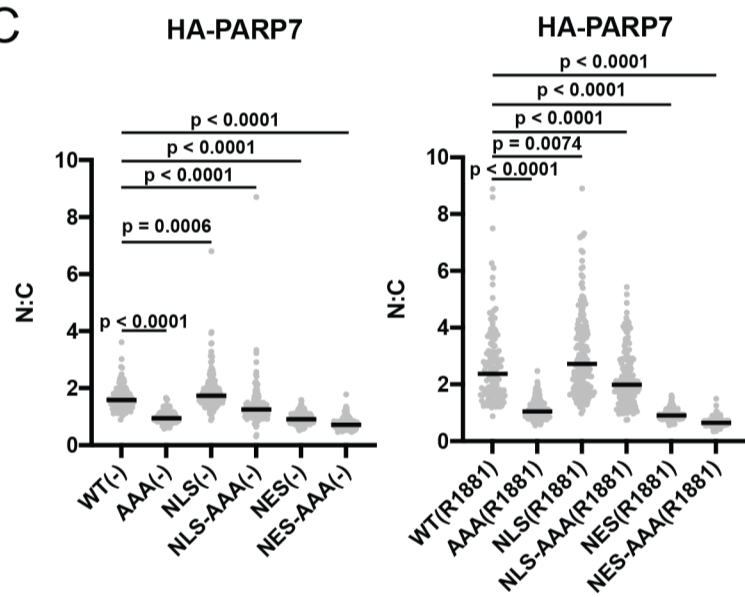 C
HA-PARP7
p < 0.0001
p < 0.0001
p < 0.0001
p = 0.0006
p < 0.0001
N:C
10
8
6
4
2
0
WT(-)
AAA(-)
NLS(-)
NLS-AAA(-)
NES(-)
NES-AAA(-)
HA-PARP7
p < 0.0001
p < 0.0001
p < 0.0001
p = 0.0074
p < 0.0001
N:C
10
8
6
4
2
0
WT(R1881)
AAA(R1881)
NLS(R1881)
NLS-AAA(R1881)
NES(R1881)
NES-AAA(R1881)